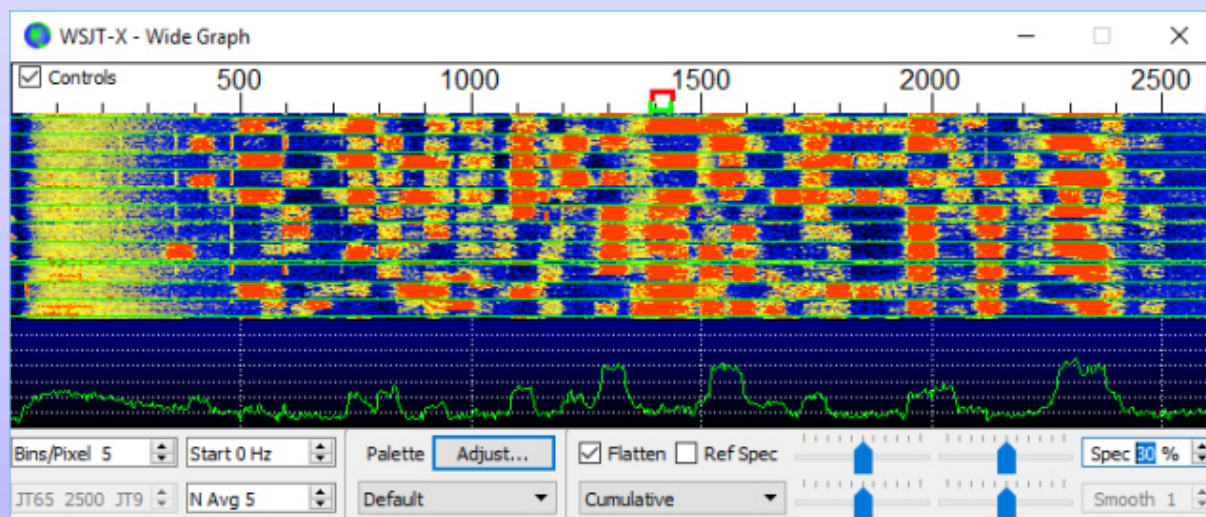 WSJT-X - Wide Graph
Controls 500 1000 1500 2000 2500
Bins/Pixel 5 Start 0 Hz Palette Adjust... Flatten Ref Spec Spec 30 %
JT65 2500 JT9 N Avg 5 Default Cumulative Smooth 1